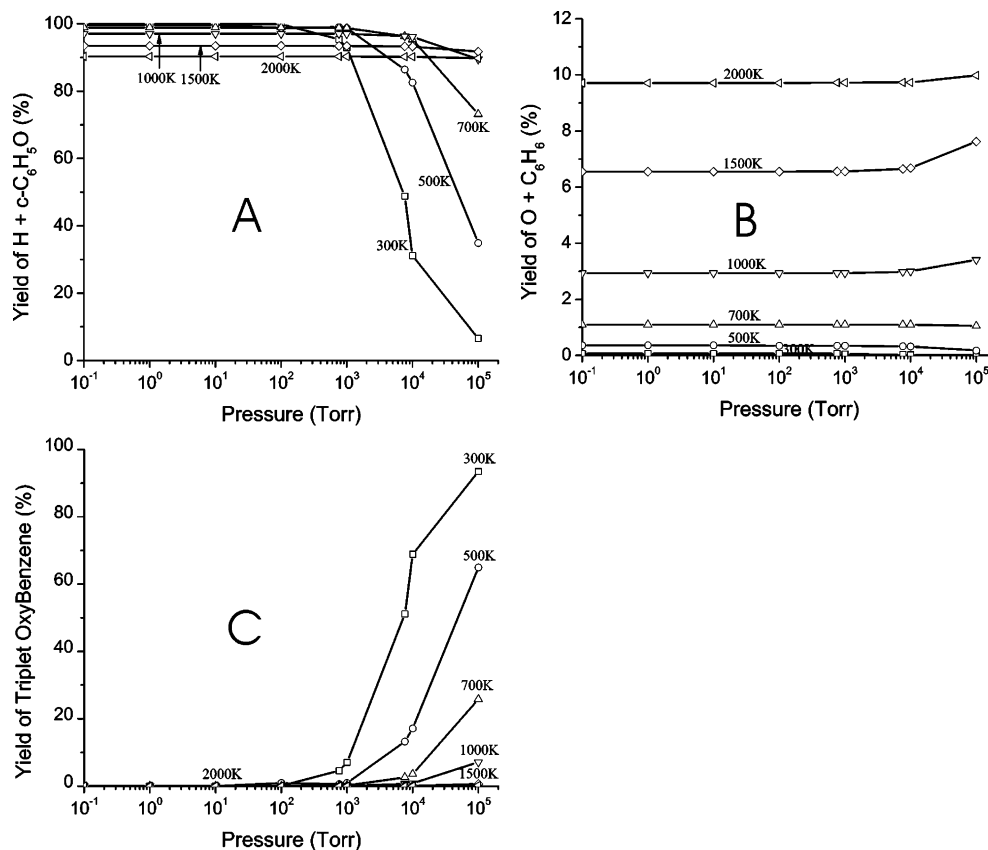 Yield of H + c-C₆H₅O (%)
100
80
60
40
20
0
1000K
1500K
2000K
700K
500K
300K
A
10⁻¹ 10⁰ 10¹ 10² 10³ 10⁴ 10⁵
Pressure (Torr)
Yield of O + C₆H₆ (%)
12
10
8
6
4
2
0
2000K
1500K
B
1000K
700K
500K
300K
10⁻¹ 10⁰ 10¹ 10² 10³ 10⁴ 10⁵
Pressure (Torr)
Yield of Triplet OxyBenzene (%)
100
80
60
40
20
0
300K
500K
C
700K
1000K
2000K
1500K
10⁻¹ 10⁰ 10¹ 10² 10³ 10⁴ 10⁵
Pressure (Torr)